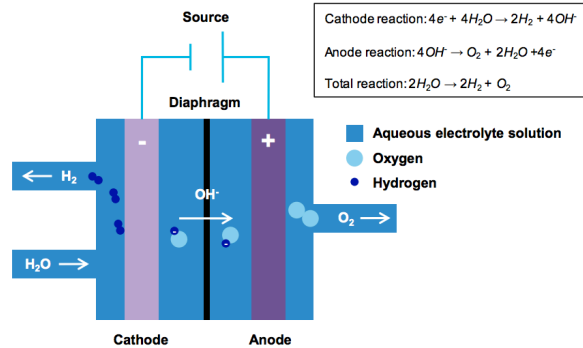 Source
Cathode reaction: 4e⁻ + 4H₂O → 2H₂ + 4OH⁻
Anode reaction: 4OH⁻ → O₂ + 2H₂O +4e⁻
Total reaction: 2H₂O → 2H₂ + O₂
Diaphragm
- +
Aqueous electrolyte solution
Oxygen
Hydrogen
H₂
OH⁻
O₂
H₂O
- -
Cathode Anode